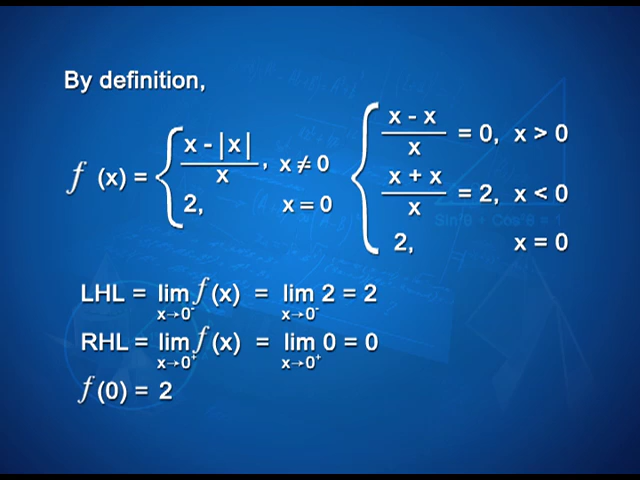 By definition,
f (x) = { x - |x| / x , x ≠ 0 { x - x / x = 0, x > 0
2, x = 0 x + x / x = 2, x < 0
2, x = 0
LHL = lim f (x) = lim 2 = 2
x→0⁻ x→0⁻
RHL = lim f (x) = lim 0 = 0
x→0⁺ x→0⁺
f (0) = 2